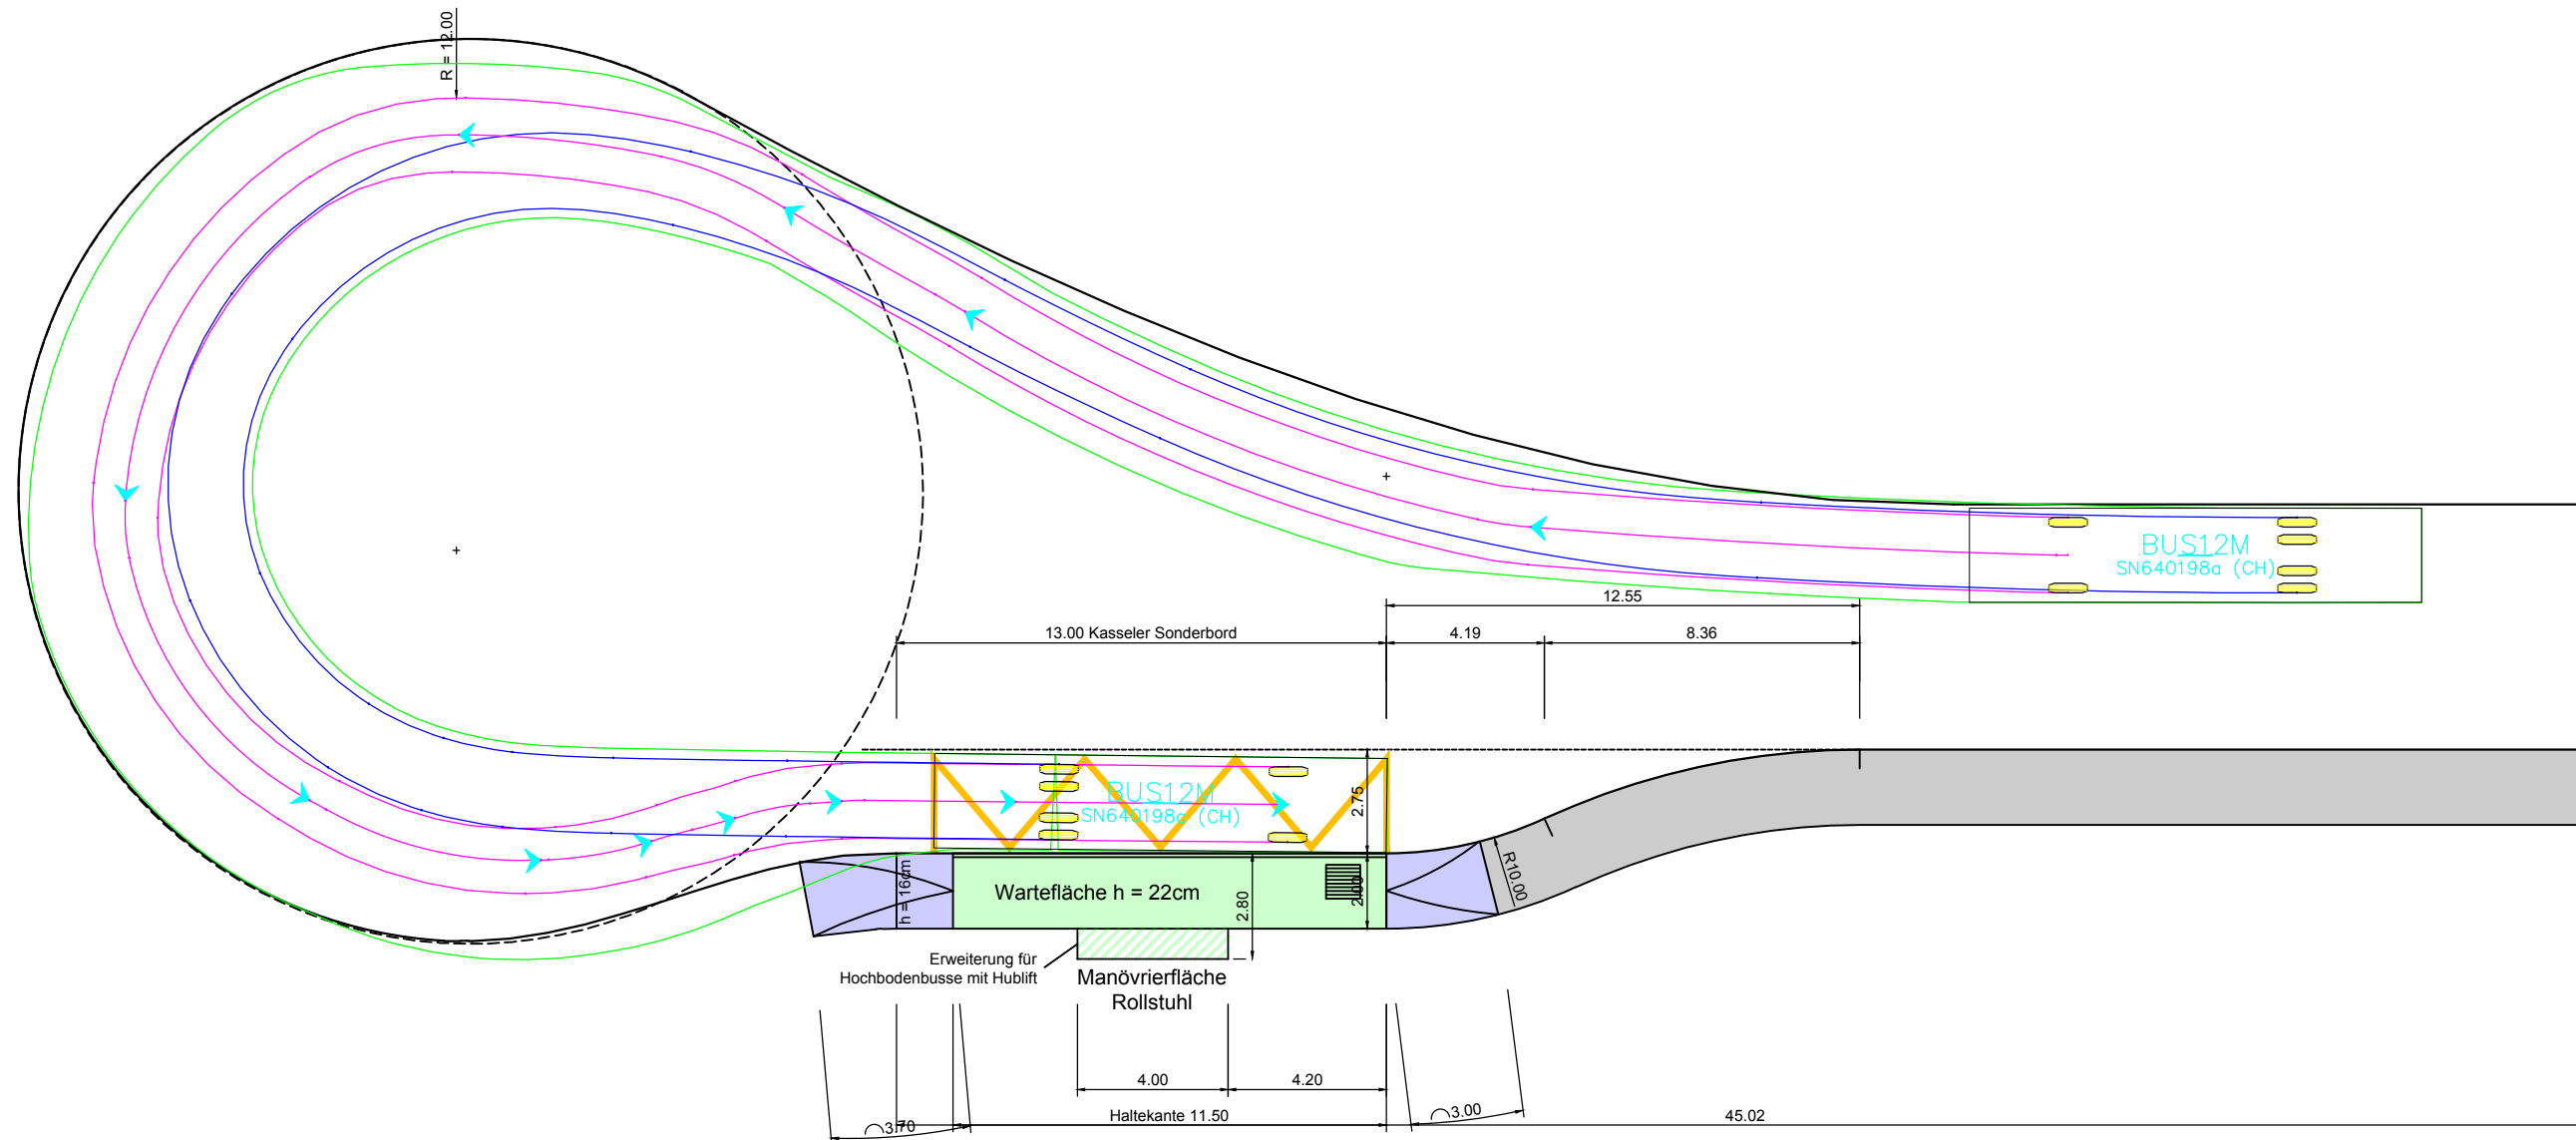 R = 12.00
BUS12M
SN640198a (CH)
12.55
13.00 Kasseler Sonderbord
4.19
8.36
BUS12M
SN640198a (CH)
2.75
R10.00
h = 16cm
Wartefläche h = 22cm
2.80
2.00
Erweiterung für
Hochbodenbusse mit Hublift
Manövrierfläche
Rollstuhl
4.00
4.20
Haltekante 11.50
3.00
45.02
3.70